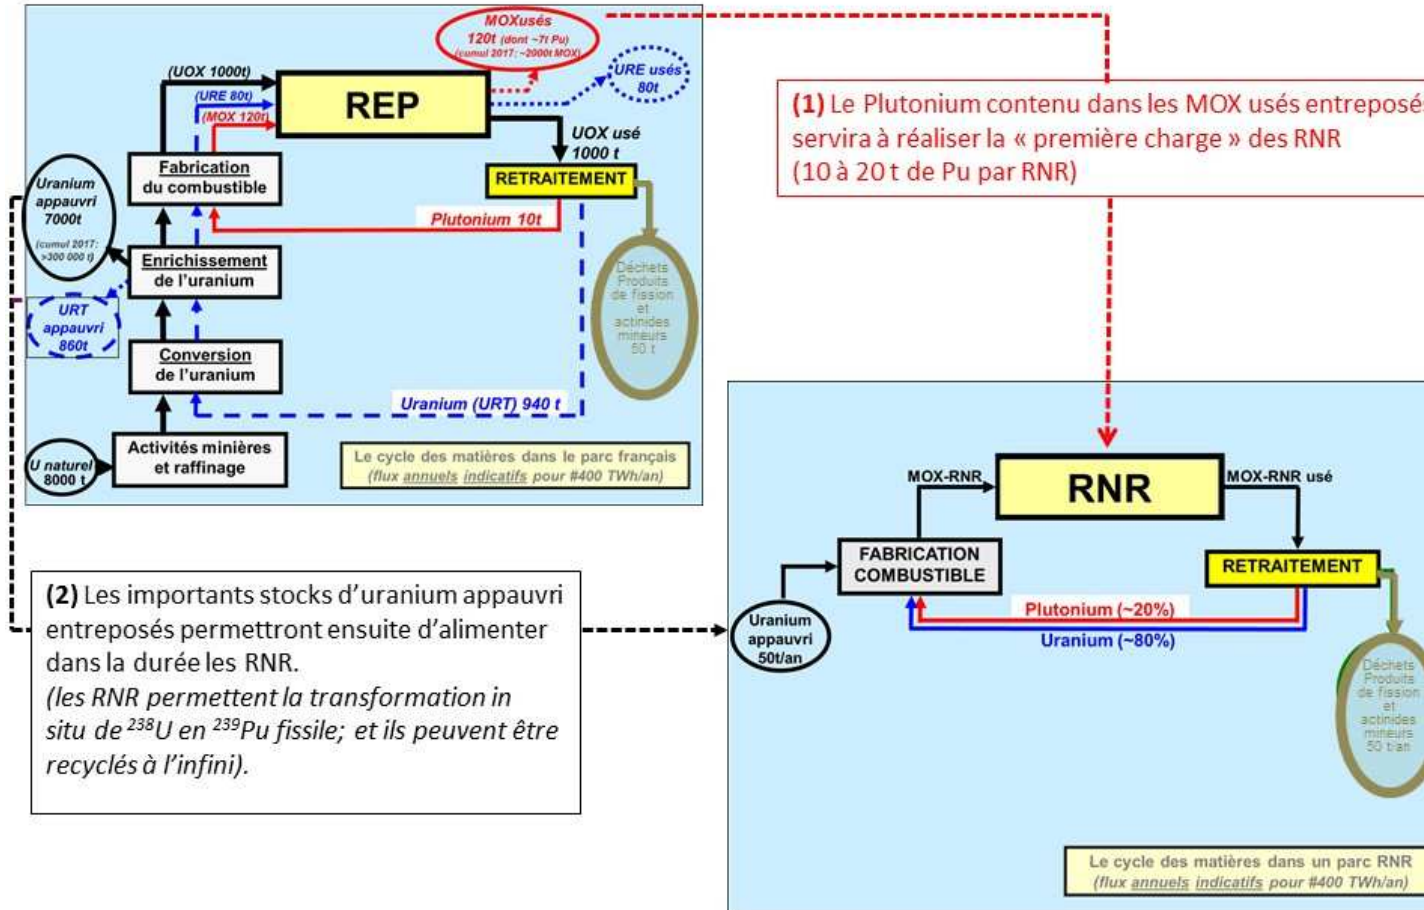 MOXusés
120t (dont ~7t Pu)
(cumul 2017: ~2000t MOX)
URE usés
80t
(UOX 1000t)
(URE 80t)
(MOX 120t)
REP
UOX usé
1000 t
Fabrication
du combustible
RETRAITEMENT
Uranium
appauvri
7000t
(cumul 2017:
>300 000 t)
Plutonium 10t
Enrichissement
de l'uranium
Déchets
Produits
de fission
et
actinides
mineurs
50 t
URT
appauvri
860t
Conversion
de l'uranium
Uranium (URT) 940 t
Activités minières
et raffinage
U naturel
8000 t
Le cycle des matières dans le parc français
(flux annuels indicatifs pour #400 TWh/an)
(1) Le Plutonium contenu dans les MOX usés entreposés
servira à réaliser la « première charge » des RNR
(10 à 20 t de Pu par RNR)
(2) Les importants stocks d'uranium appauvri
entreposés permettront ensuite d'alimenter
dans la durée les RNR.
(les RNR permettent la transformation in
situ de ²³⁸U en ²³⁹Pu fissile; et ils peuvent être
recyclés à l'infini).
MOX-RNR
RNR
MOX-RNR usé
FABRICATION
COMBUSTIBLE
RETRAITEMENT
Plutonium (~20%)
Uranium (~80%)
Uranium
appauvri
50t/an
Déchets
Produits
de fission
et
actinides
mineurs
50 t/an
Le cycle des matières dans un parc RNR
(flux annuels indicatifs pour #400 TWh/an)